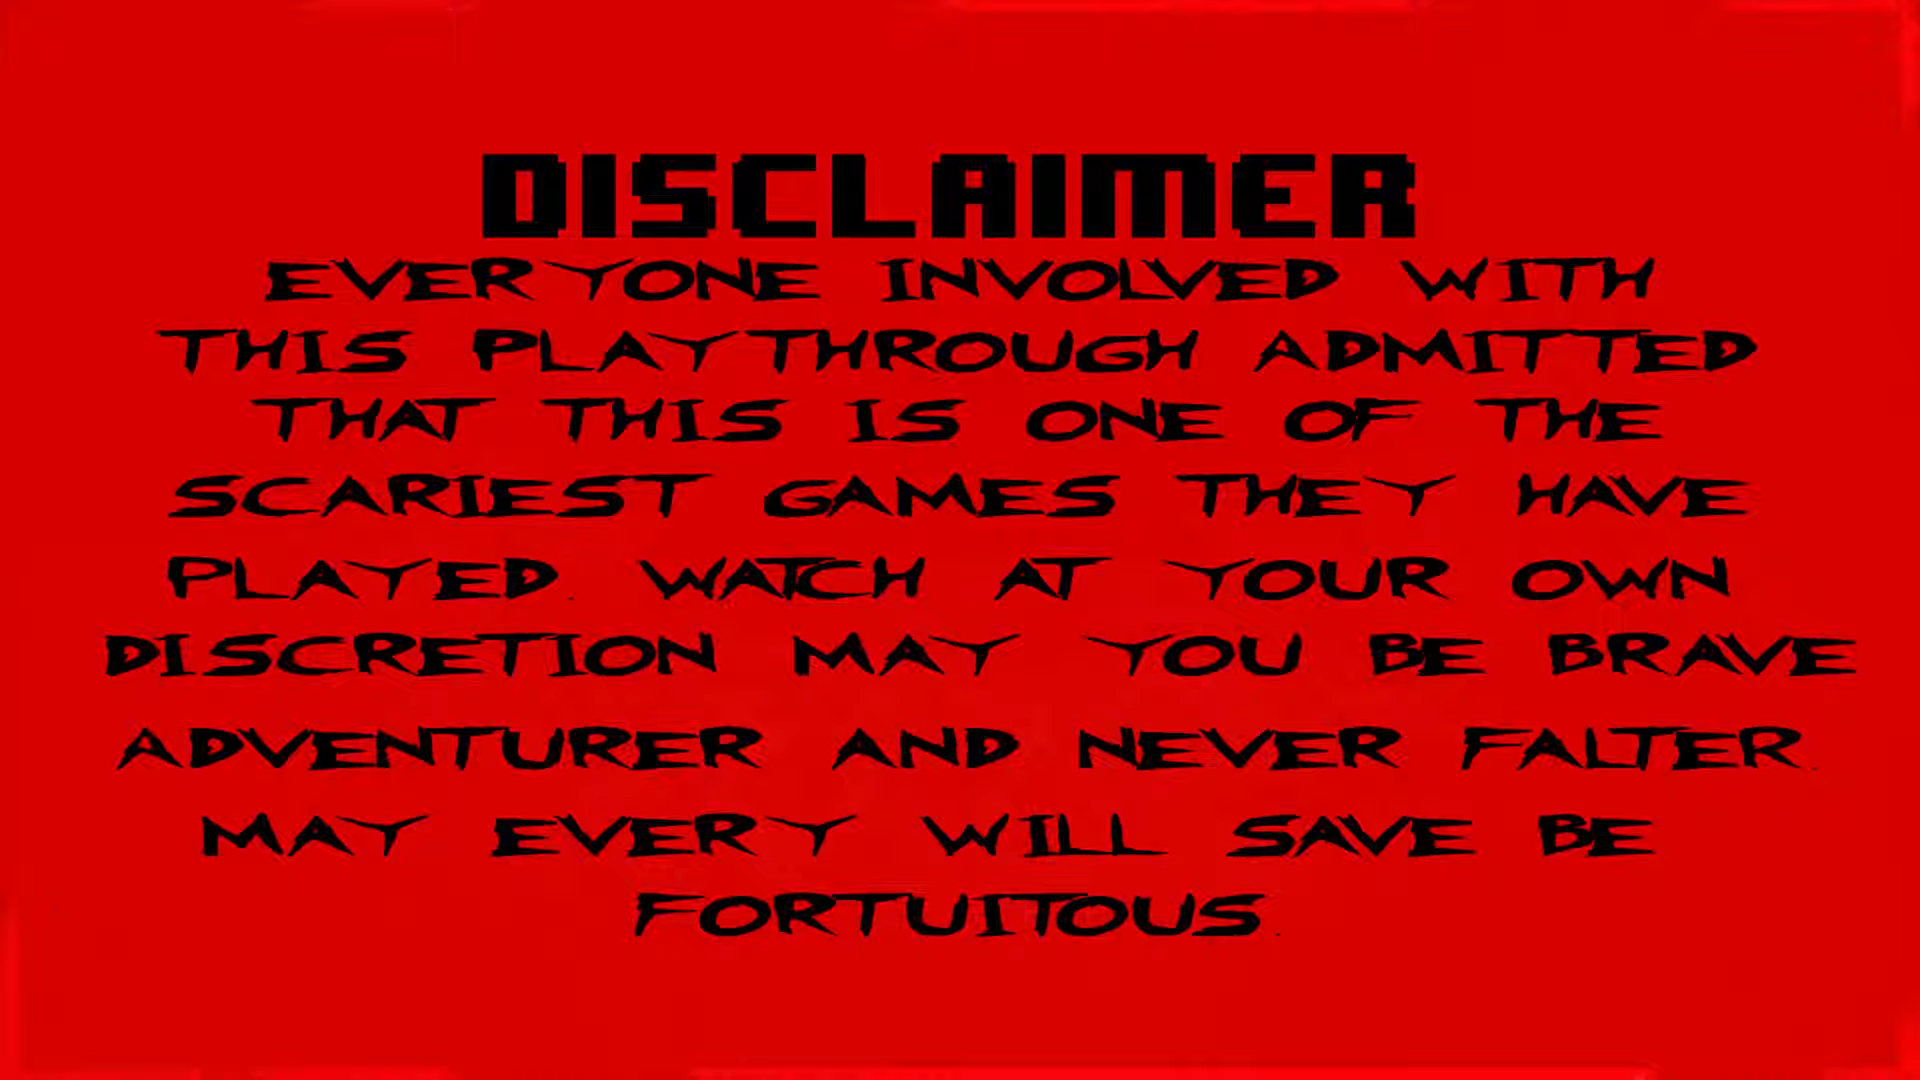 DISCLAIMER
EVERYONE INVOLVED WITH
THIS PLAYTHROUGH ADMITTED
THAT THIS IS ONE OF THE
SCARIEST GAMES THEY HAVE
PLAYED. WATCH AT YOUR OWN
DISCRETION MAY YOU BE BRAVE
ADVENTURER AND NEVER FALTER.
MAY EVERY WILL SAVE BE
FORTUITOUS.